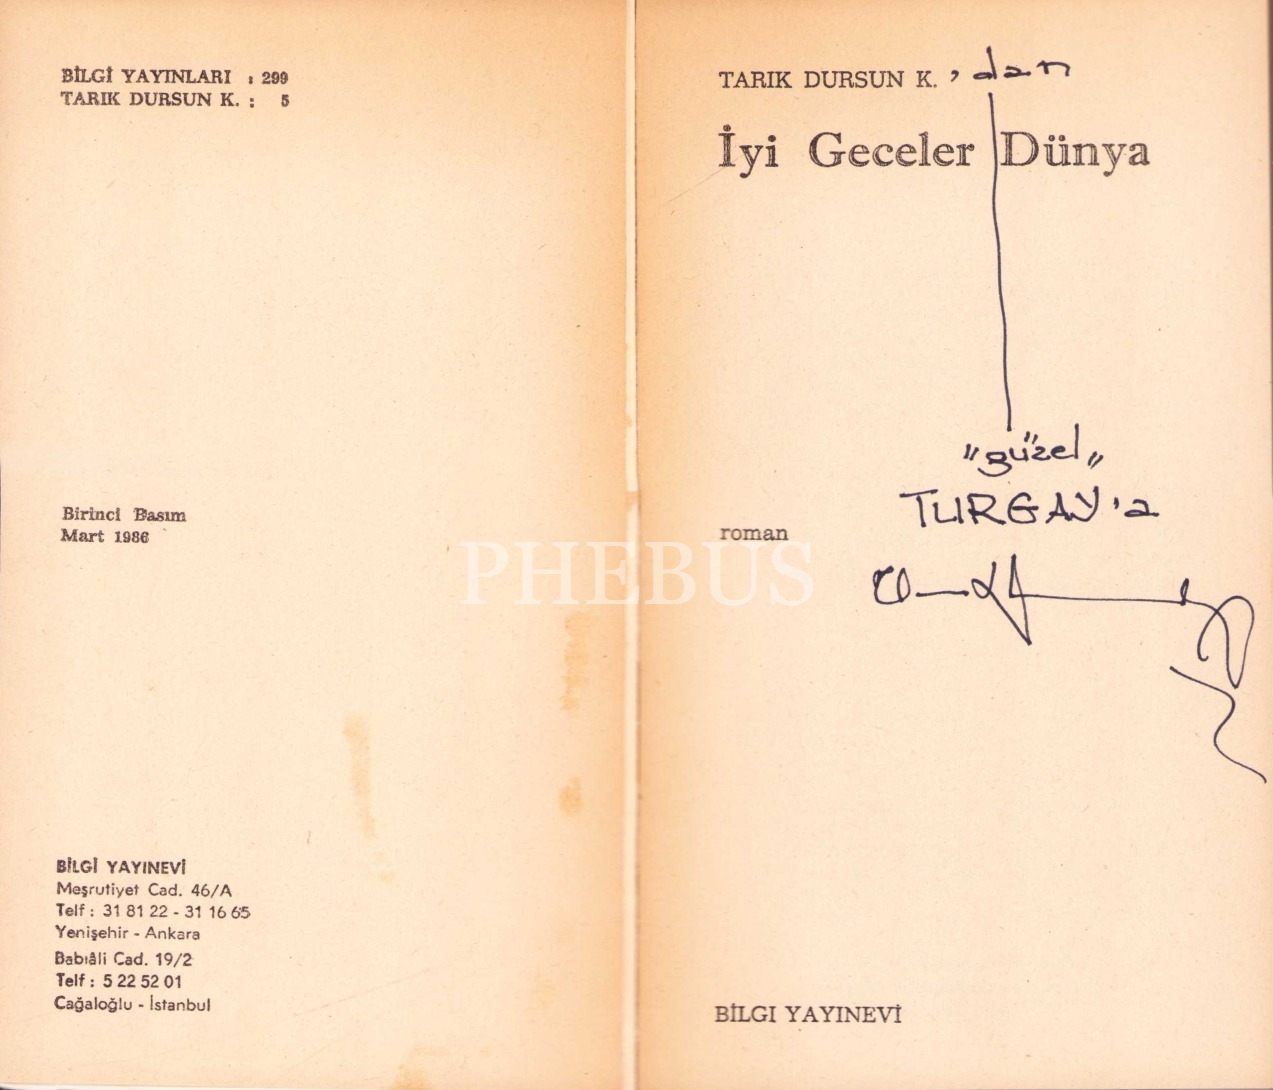 BİLGİ YAYINLARI : 299
TARIK DURSUN K. : 5
Birinci Basım
Mart 1986
BİLGİ YAYINEVİ
Meşrutiyet Cad. 46/A
Telf : 31 81 22 - 31 16 65
Yenişehir - Ankara
Babıâli Cad. 19/2
Telf : 5 22 52 01
Cağaloğlu - İstanbul
TARIK DURSUN K. 'dan
İyi Geceler Dünya
"güzel"
TURGAY'a
roman
BİLGI YAYINEVİ
PHEBUS